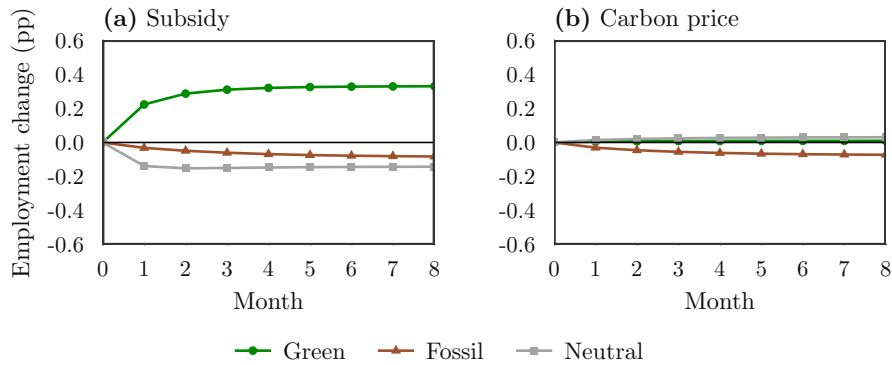 (a) Subsidy
(b) Carbon price
Employment change (pp)
0.6
0.4
0.2
0.0
-0.2
-0.4
-0.6
0 1 2 3 4 5 6 7 8
Month
0.6
0.4
0.2
0.0
-0.2
-0.4
-0.6
0 1 2 3 4 5 6 7 8
Month
Green Fossil Neutral